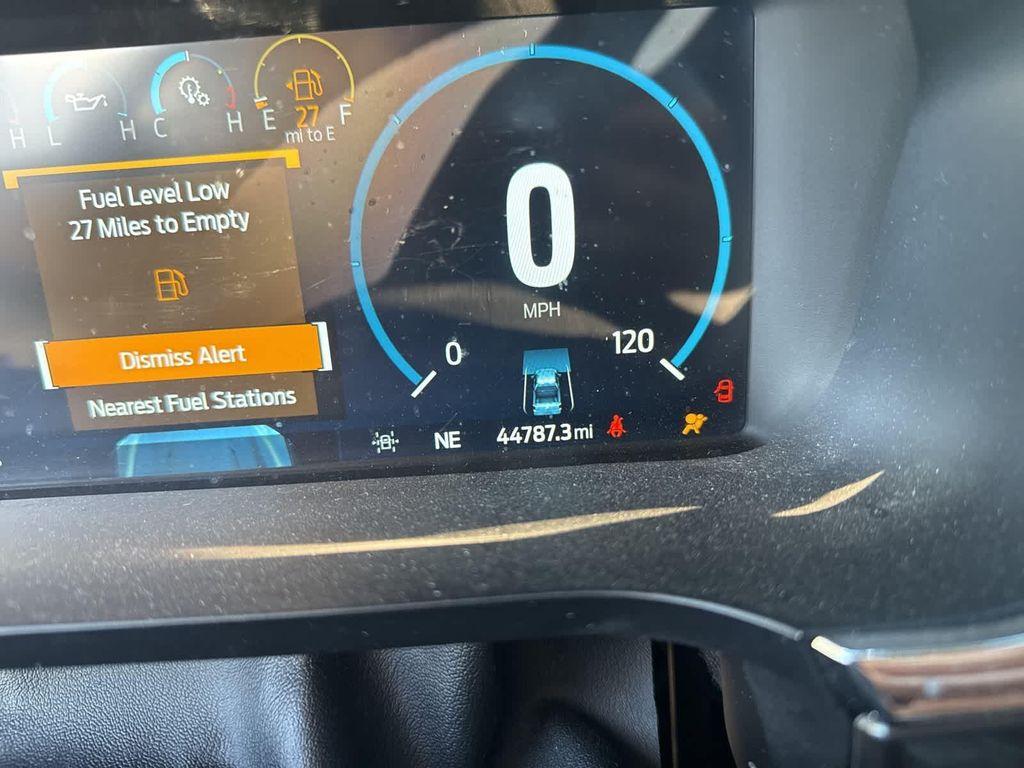 H
L
H
C
H
E
27
F
mi to E
Fuel Level Low
27 Miles to Empty
Dismiss Alert
Nearest Fuel Stations
0
MPH
0
120
NE
44787.3 mi